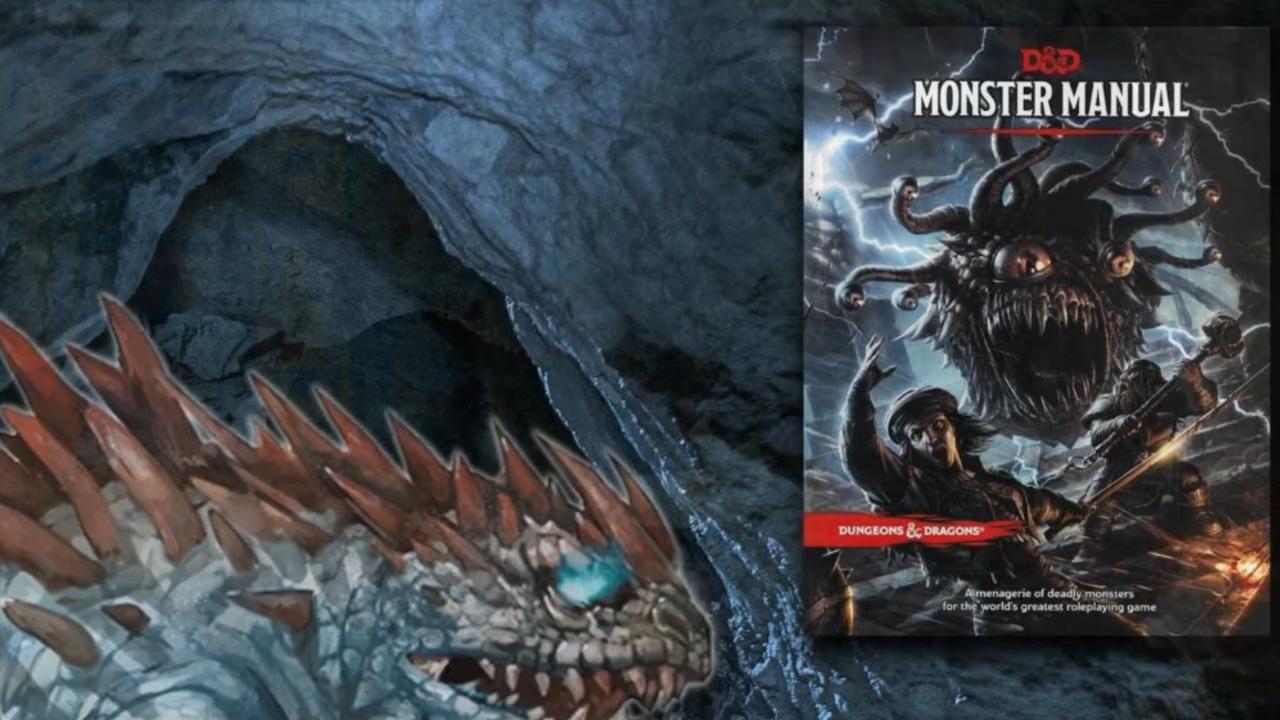 D&D
MONSTER MANUAL
DUNGEONS & DRAGONS®
A menagerie of deadly monsters
for the world's greatest roleplaying game